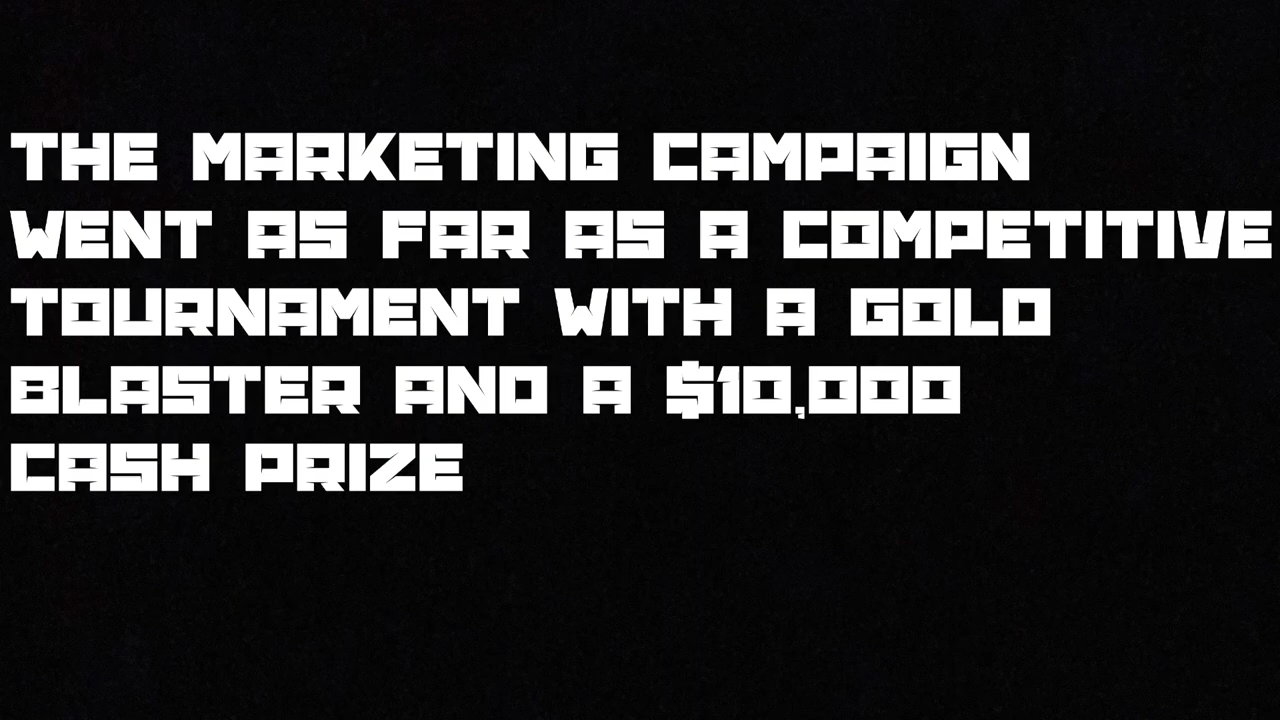 THE MARKETING CAMPAIGN
WENT AS FAR AS A COMPETITIVE
TOURNAMENT WITH A GOLD
BLASTER AND A $10,000
CASH PRIZE